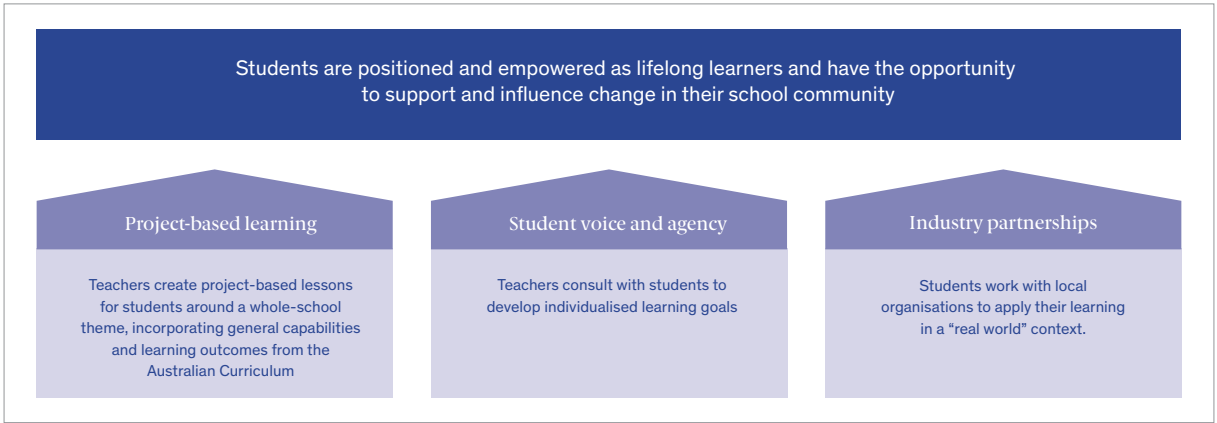 Students are positioned and empowered as lifelong learners and have the opportunity
to support and influence change in their school community
Project-based learning
Teachers create project-based lessons
for students around a whole-school
theme, incorporating general capabilities
and learning outcomes from the
Australian Curriculum
Student voice and agency
Teachers consult with students to
develop individualised learning goals
Industry partnerships
Students work with local
organisations to apply their learning
in a “real world” context.